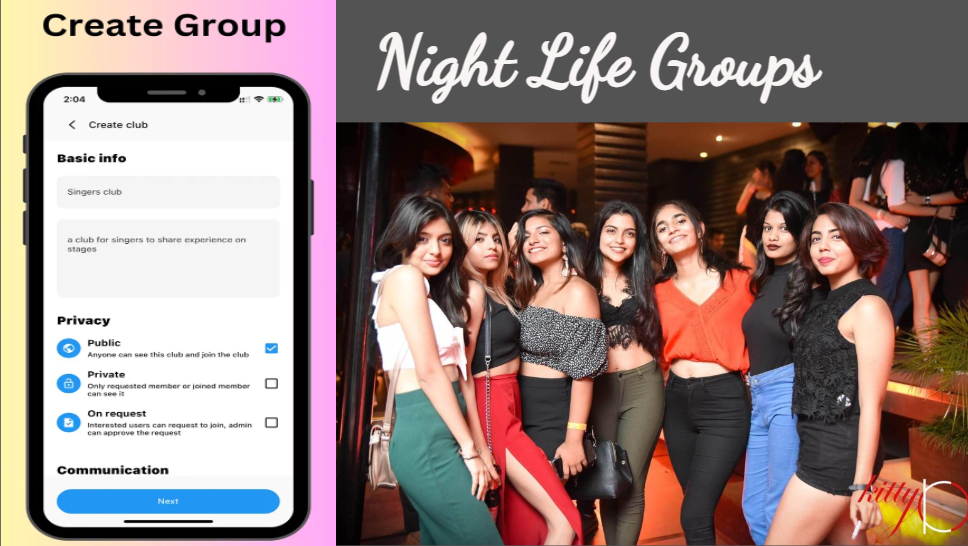 Create Group
2:04
Create club
Basic info
Singers club
a club for singers to share experience on
stages
Privacy
Public
Anyone can see this club and join the club
Private
Only requested member or joined member
can see it
On request
Interested users can request to join, admin
can approve the request
Communication
Next
Night Life Groups
kitty